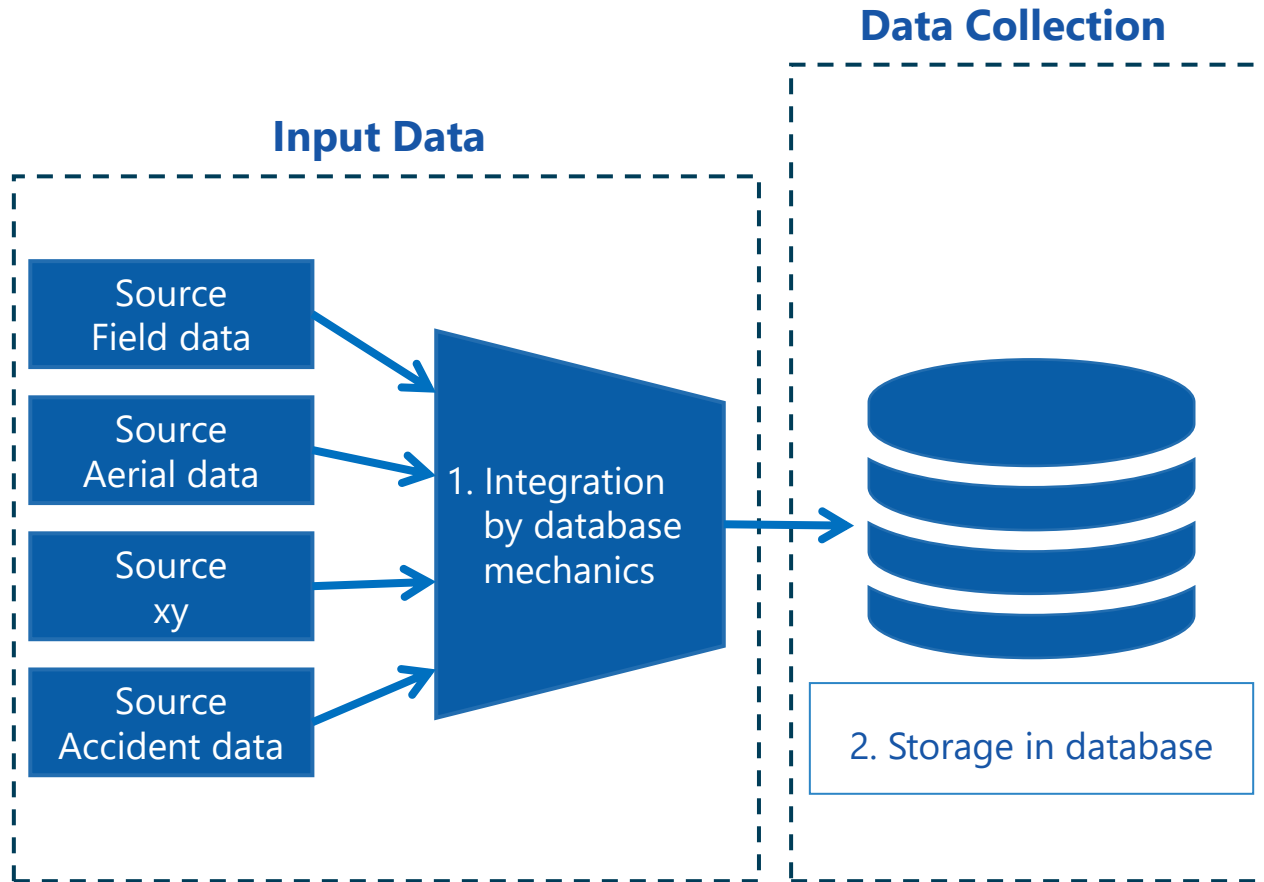 Data Collection
Input Data
Source
Field data
Source
Aerial data
Source
xy
Source
Accident data
1. Integration
by database
mechanics
2. Storage in database